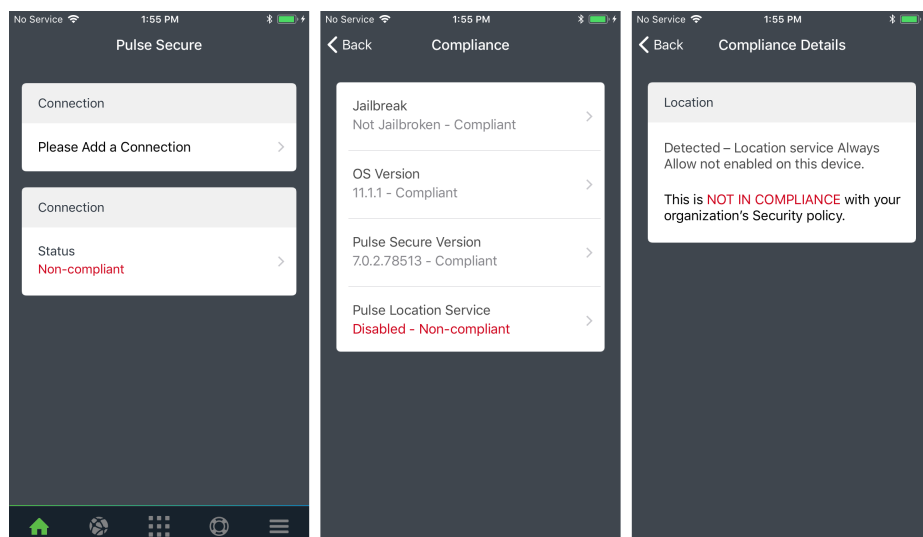 No Service 1:55 PM
Pulse Secure
Connection
Please Add a Connection
Connection
Status
Non-compliant
No Service 1:55 PM
Back Compliance
Jailbreak
Not Jailbroken - Compliant
OS Version
11.1.1 - Compliant
Pulse Secure Version
7.0.2.78513 - Compliant
Pulse Location Service
Disabled - Non-compliant
No Service 1:55 PM
Back Compliance Details
Location
Detected – Location service Always
Allow not enabled on this device.
This is NOT IN COMPLIANCE with your
organization's Security policy.